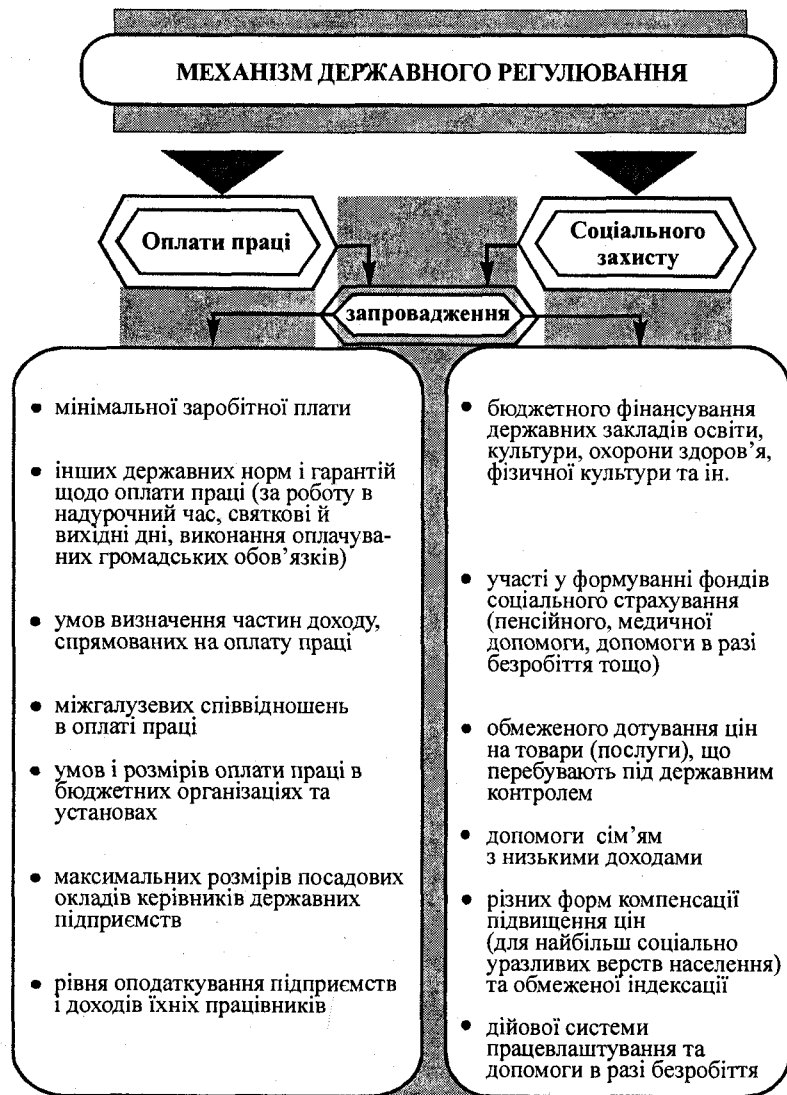 МЕХАНІЗМ ДЕРЖАВНОГО РЕГУЛЮВАННЯ
Оплати праці
Соціального
захисту
запровадження
• мінімальної заробітної плати
• інших державних норм і гарантій
щодо оплати праці (за роботу в
надурочний час, святкові й
вихідні дні, виконання оплачува-
них громадських обов’язків)
• умов визначення частин доходу,
спрямованих на оплату праці
• міжгалузевих співвідношень
в оплаті праці
• умов і розмірів оплати праці в
бюджетних організаціях та
установах
• максимальних розмірів посадових
окладів керівників державних
підприємств
• рівня оподаткування підприємств
і доходів їхніх працівників
• бюджетного фінансування
державних закладів освіти,
культури, охорони здоров’я,
фізичної культури та ін.
• участі у формуванні фондів
соціального страхування
(пенсійного, медичної
допомоги, допомоги в разі
безробіття тощо)
• обмеженого дотування цін
на товари (послуги), що
перебувають під державним
контролем
• допомоги сім’ям
з низькими доходами
• різних форм компенсації
підвищення цін
(для найбільш соціально
уразливих верств населення)
та обмеженої індексації
• дійової системи
працевлаштування та
допомоги в разі безробіття